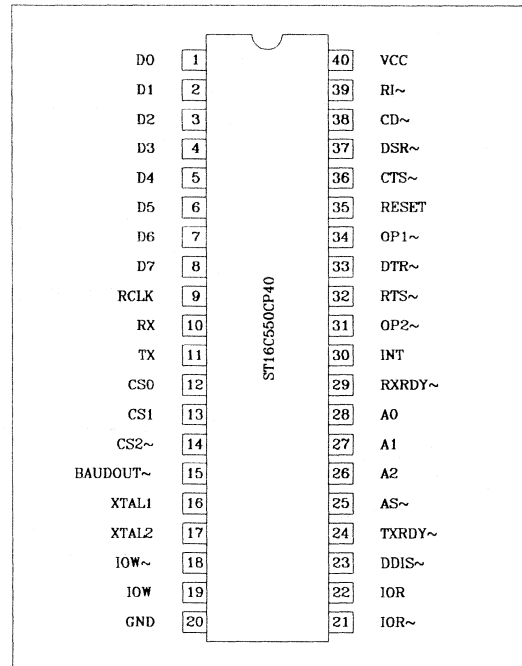 D0 1 40 VCC
D1 2 39 RI~
D2 3 38 CD~
D3 4 37 DSR~
D4 5 36 CTS~
D5 6 35 RESET
D6 7 34 OP1~
D7 8 33 DTR~
RCLK 9 32 RTS~
RX 10 31 OP2~
TX 11 30 INT
CS0 12 29 RXRDY~
CS1 13 28 A0
CS2~ 14 27 A1
BAUDOUT~ 15 26 A2
XTAL1 16 25 AS~
XTAL2 17 24 TXRDY~
IOW~ 18 23 DDIS~
IOW 19 22 IOR
GND 20 21 IOR~
ST16C550CP40